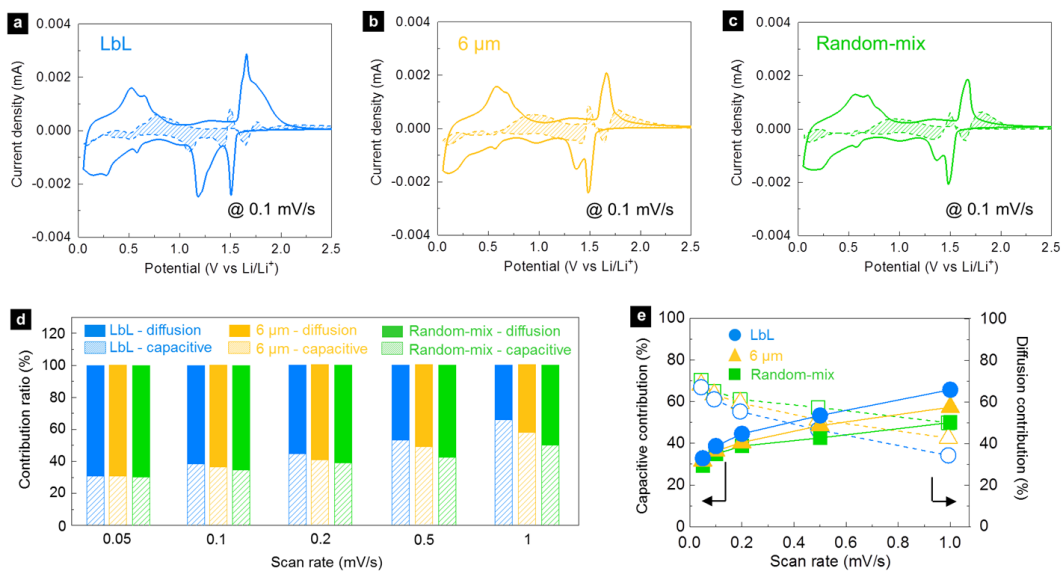 a
LbL
@ 0.1 mV/s
0.004
0.002
0.000
-0.002
-0.004
Current density (mA)
0.0 0.5 1.0 1.5 2.0 2.5
Potential (V vs Li/Li⁺)
b
6 μm
@ 0.1 mV/s
0.004
0.002
0.000
-0.002
-0.004
Current density (mA)
0.0 0.5 1.0 1.5 2.0 2.5
Potential (V vs Li/Li⁺)
c
Random-mix
@ 0.1 mV/s
0.004
0.002
0.000
-0.002
-0.004
Current density (mA)
0.0 0.5 1.0 1.5 2.0 2.5
Potential (V vs Li/Li⁺)
d
LbL - diffusion 6 μm - diffusion Random-mix - diffusion
LbL - capacitive 6 μm - capacitive Random-mix - capacitive
120
100
80
60
40
20
0
Contribution ratio (%)
0.05 0.1 0.2 0.5 1
Scan rate (mV/s)
e
LbL
6 μm
Random-mix
100
80
60
40
20
0
Capacitive contribution (%)
100
80
60
40
20
0
Diffusion contribution (%)
0.0 0.2 0.4 0.6 0.8 1.0
Scan rate (mV/s)